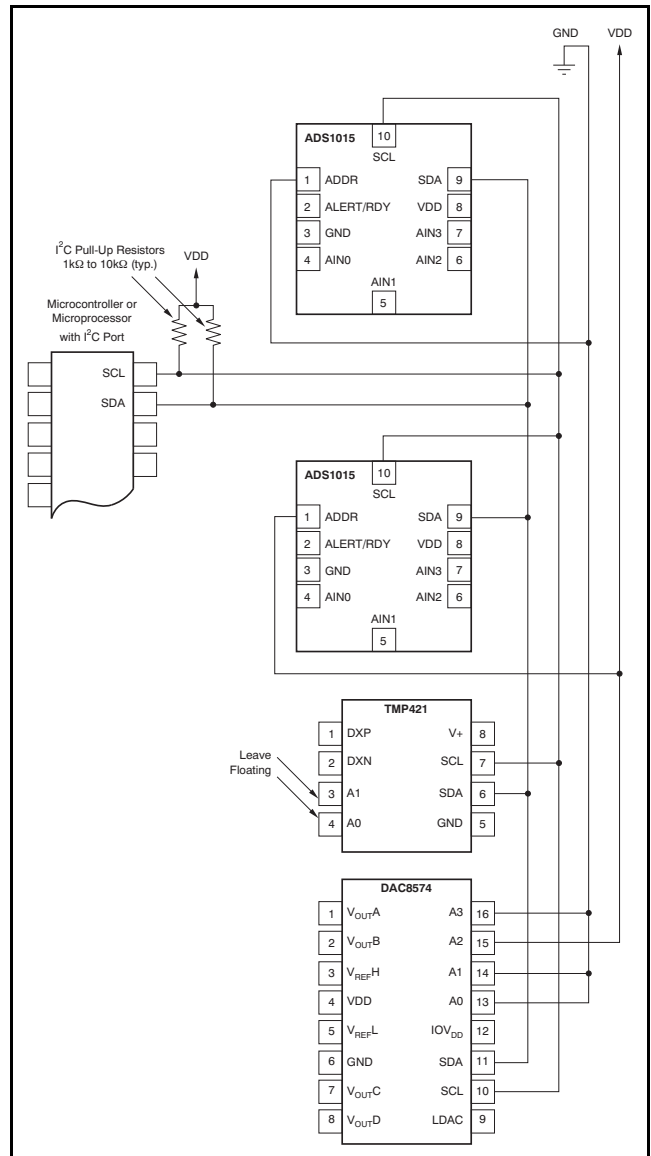 GND VDD
ADS1015
10
SCL
1 ADDR SDA 9
2 ALERT/RDY VDD 8
3 GND AIN3 7
4 AIN0 AIN2 6
AIN1
5
I²C Pull-Up Resistors
1kΩ to 10kΩ (typ.)
VDD
Microcontroller or
Microprocessor
with I²C Port
SCL
SDA
ADS1015
10
SCL
1 ADDR SDA 9
2 ALERT/RDY VDD 8
3 GND AIN3 7
4 AIN0 AIN2 6
AIN1
5
TMP421
1 DXP V+ 8
2 DXN SCL 7
Leave
Floating
3 A1 SDA 6
4 A0 GND 5
DAC8574
1 VOUTA A3 16
2 VOUTB A2 15
3 VREFH A1 14
4 VDD A0 13
5 VREFL IOVDD 12
6 GND SDA 11
7 VOUTC SCL 10
8 VOUTD LDAC 9